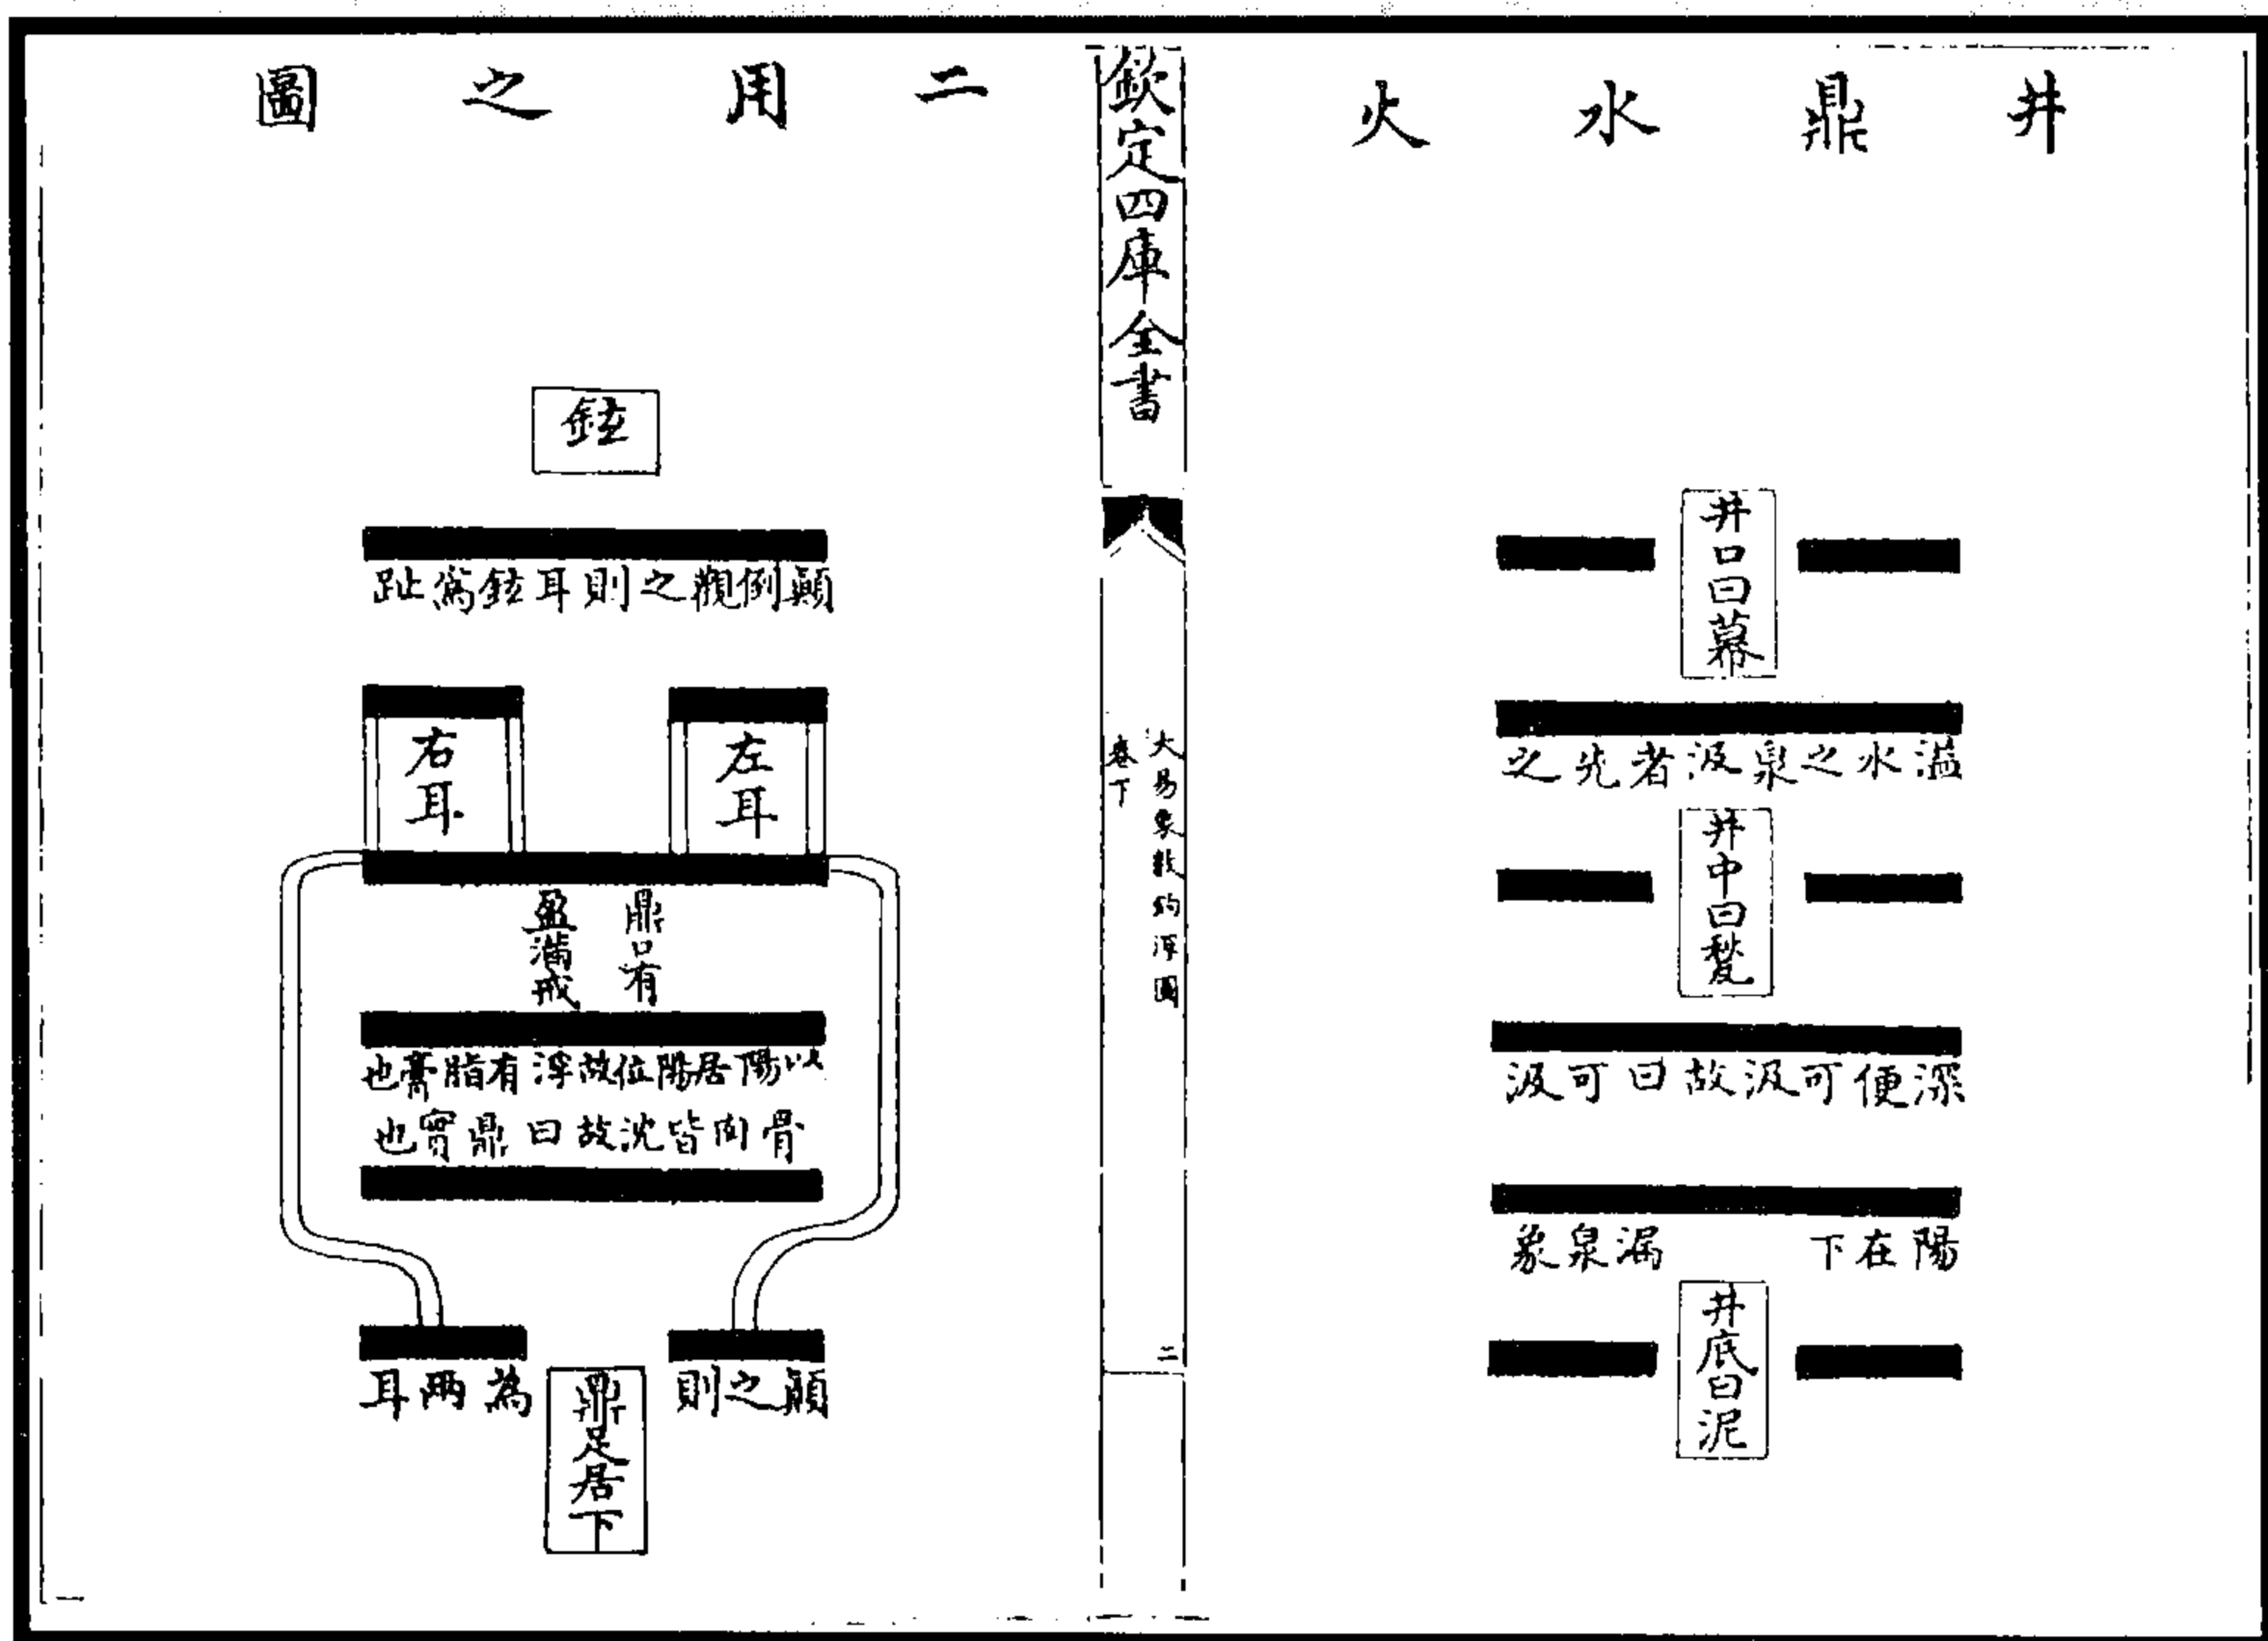 井鼎水火
井口曰幕
溢水之泉汲者先之
井中曰甃
深便可汲故曰可汲
陽在下 漏泉象
井底曰泥
欽定四庫全書
大易象數鉤深圖
卷下
二
二用之圖
鉉
顛倒觀之則耳鉉為趾
左耳
右耳
鼎口有
盈滿戒
以陽居陽位故浮有脂膏也
骨肉皆沈故曰鼎實也
顛之則
為兩耳
鼎足居下